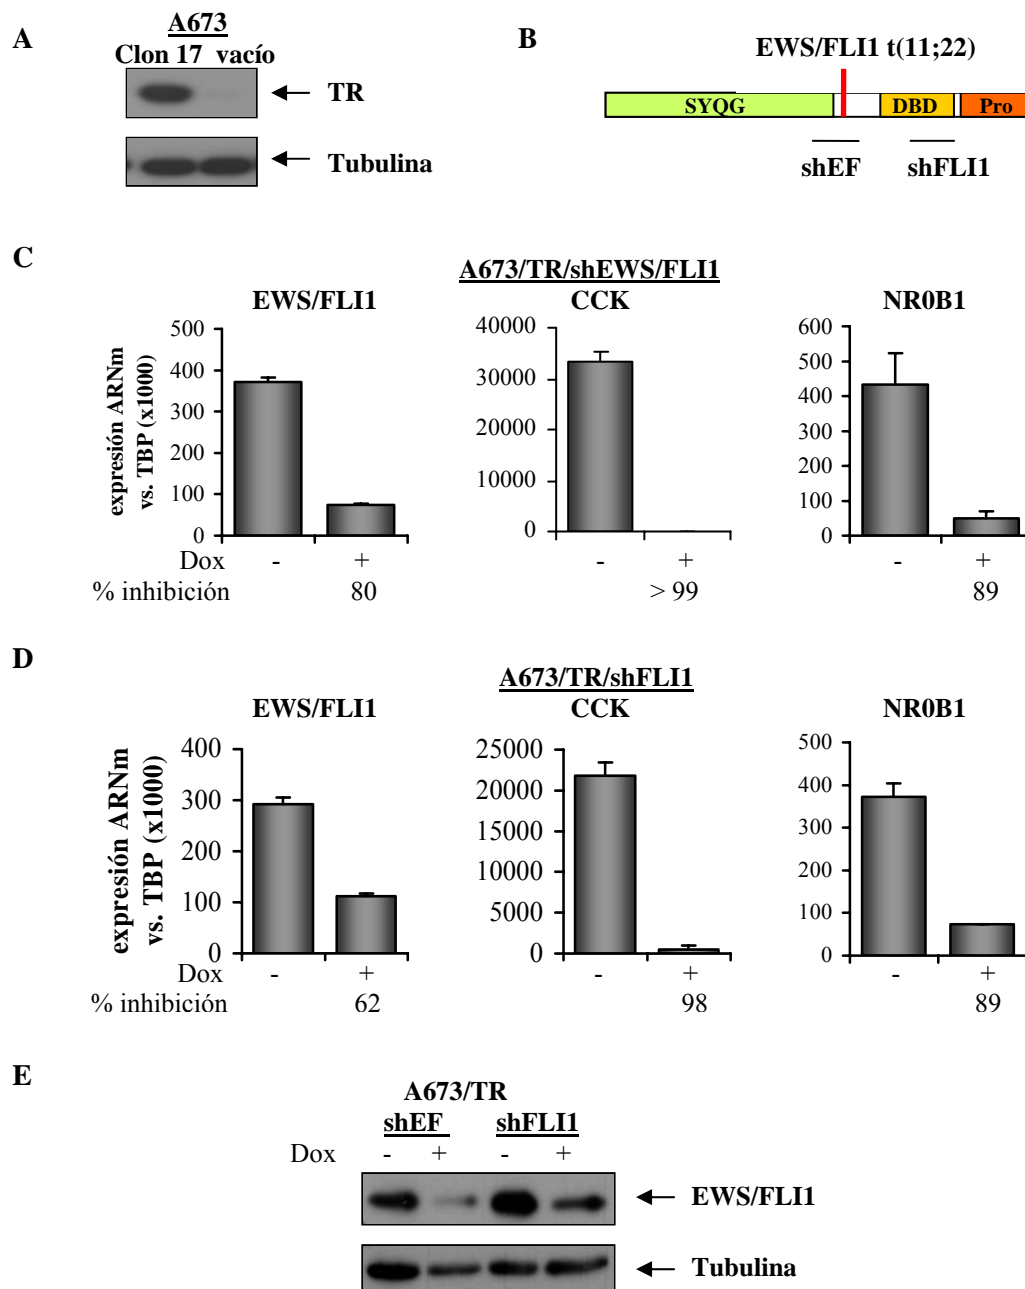 A
A673
Clon 17 vacío
TR
Tubulina
B
EWS/FLI1 t(11;22)
SYQG
DBD
Pro
shEF
shFLI1
C
A673/TR/shEWS/FLI1
EWS/FLI1
CCK
NR0B1
expresión ARNm
vs. TBP (x1000)
500
400
300
200
100
0
40000
30000
20000
10000
0
600
500
400
300
200
100
0
Dox - + - + - +
% inhibición 80 > 99 89
D
A673/TR/shFLI1
EWS/FLI1
CCK
NR0B1
expresión ARNm
vs. TBP (x1000)
400
300
200
100
0
25000
20000
15000
10000
5000
0
500
400
300
200
100
0
Dox - + - + - +
% inhibición 62 98 89
E
A673/TR
shEF shFLI1
Dox - + - +
EWS/FLI1
Tubulina